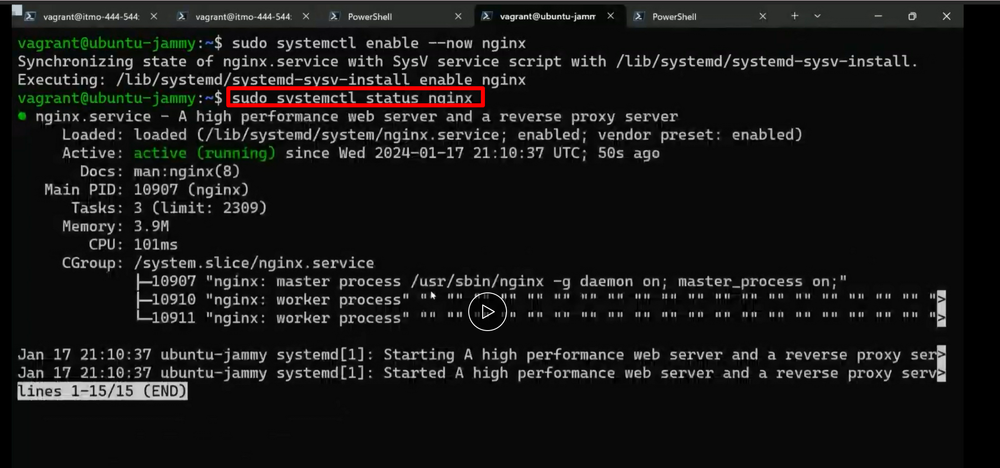 vagrant@itmo-444-544: vagrant@itmo-444-544: PowerShell vagrant@ubuntu-jamm PowerShell
vagrant@ubuntu-jammy:~$ sudo systemctl enable --now nginx
Synchronizing state of nginx.service with SysV service script with /lib/systemd/systemd-sysv-install.
Executing: /lib/systemd/systemd-sysv-install enable nginx
vagrant@ubuntu-jammy:~$ sudo systemctl status nginx
● nginx.service - A high performance web server and a reverse proxy server
Loaded: loaded (/lib/systemd/system/nginx.service; enabled; vendor preset: enabled)
Active: active (running) since Wed 2024-01-17 21:10:37 UTC; 50s ago
Docs: man:nginx(8)
Main PID: 10907 (nginx)
Tasks: 3 (limit: 2309)
Memory: 3.9M
CPU: 101ms
CGroup: /system.slice/nginx.service
├─10907 "nginx: master process /usr/sbin/nginx -g daemon on; master_process on;"
├─10910 "nginx: worker process" "" "" "" "" "" "" "" "" "" "" "" "" "" "" "" "" "" "" "" ">
└─10911 "nginx: worker process" "" "" "" "" "" "" "" "" "" "" "" "" "" "" "" "" "" "" "" ">
Jan 17 21:10:37 ubuntu-jammy systemd[1]: Starting A high performance web server and a reverse proxy ser>
Jan 17 21:10:37 ubuntu-jammy systemd[1]: Started A high performance web server and a reverse proxy serv>
lines 1-15/15 (END)